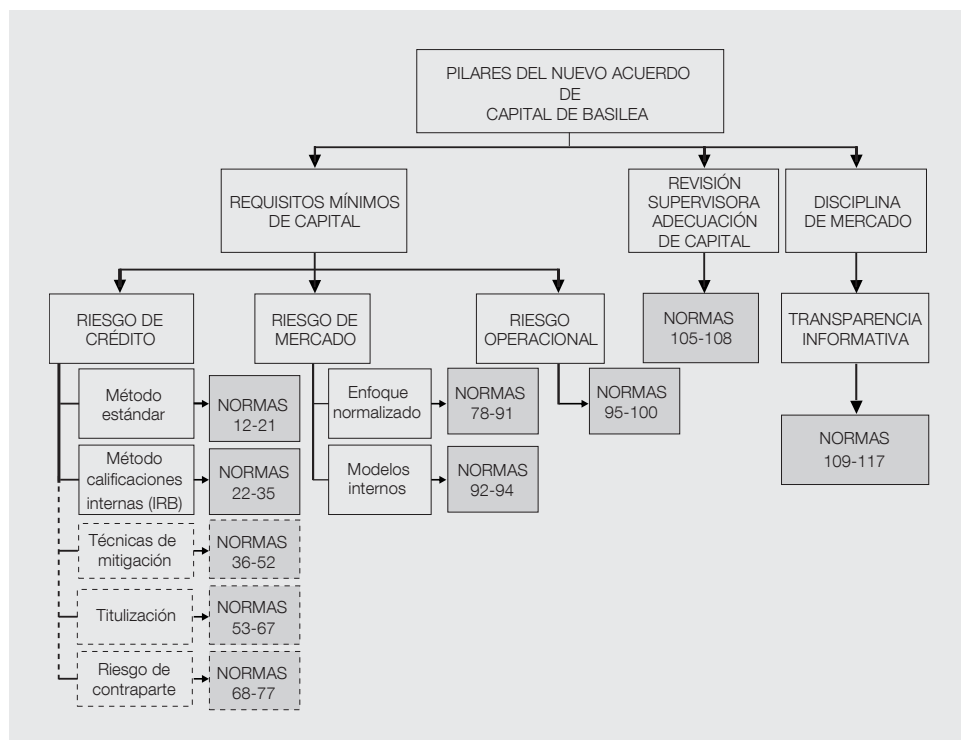 PILARES DEL NUEVO ACUERDO
DE
CAPITAL DE BASILEA
REQUISITOS MÍNIMOS
DE CAPITAL
REVISIÓN
SUPERVISORA
ADECUACIÓN
DE CAPITAL
DISCIPLINA
DE MERCADO
RIESGO DE
CRÉDITO
RIESGO DE
MERCADO
RIESGO
OPERACIONAL
NORMAS
105-108
TRANSPARENCIA
INFORMATIVA
Método
estándar
NORMAS
12-21
Enfoque
normalizado
NORMAS
78-91
NORMAS
95-100
NORMAS
109-117
Método
calificaciones
internas (IRB)
NORMAS
22-35
Modelos
internos
NORMAS
92-94
Técnicas de
mitigación
NORMAS
36-52
Titulización
NORMAS
53-67
Riesgo de
contraparte
NORMAS
68-77